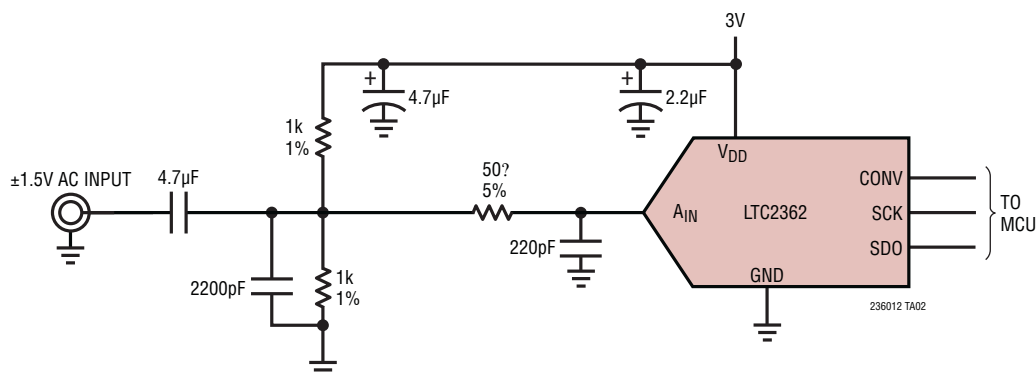 3V
+
4.7µF
+
2.2µF
1k
1%
VDD
±1.5V AC INPUT
4.7µF
50?
5%
CONV
AIN
LTC2362
SCK
TO
MCU
SDO
220pF
2200pF
1k
1%
GND
236012 TA02